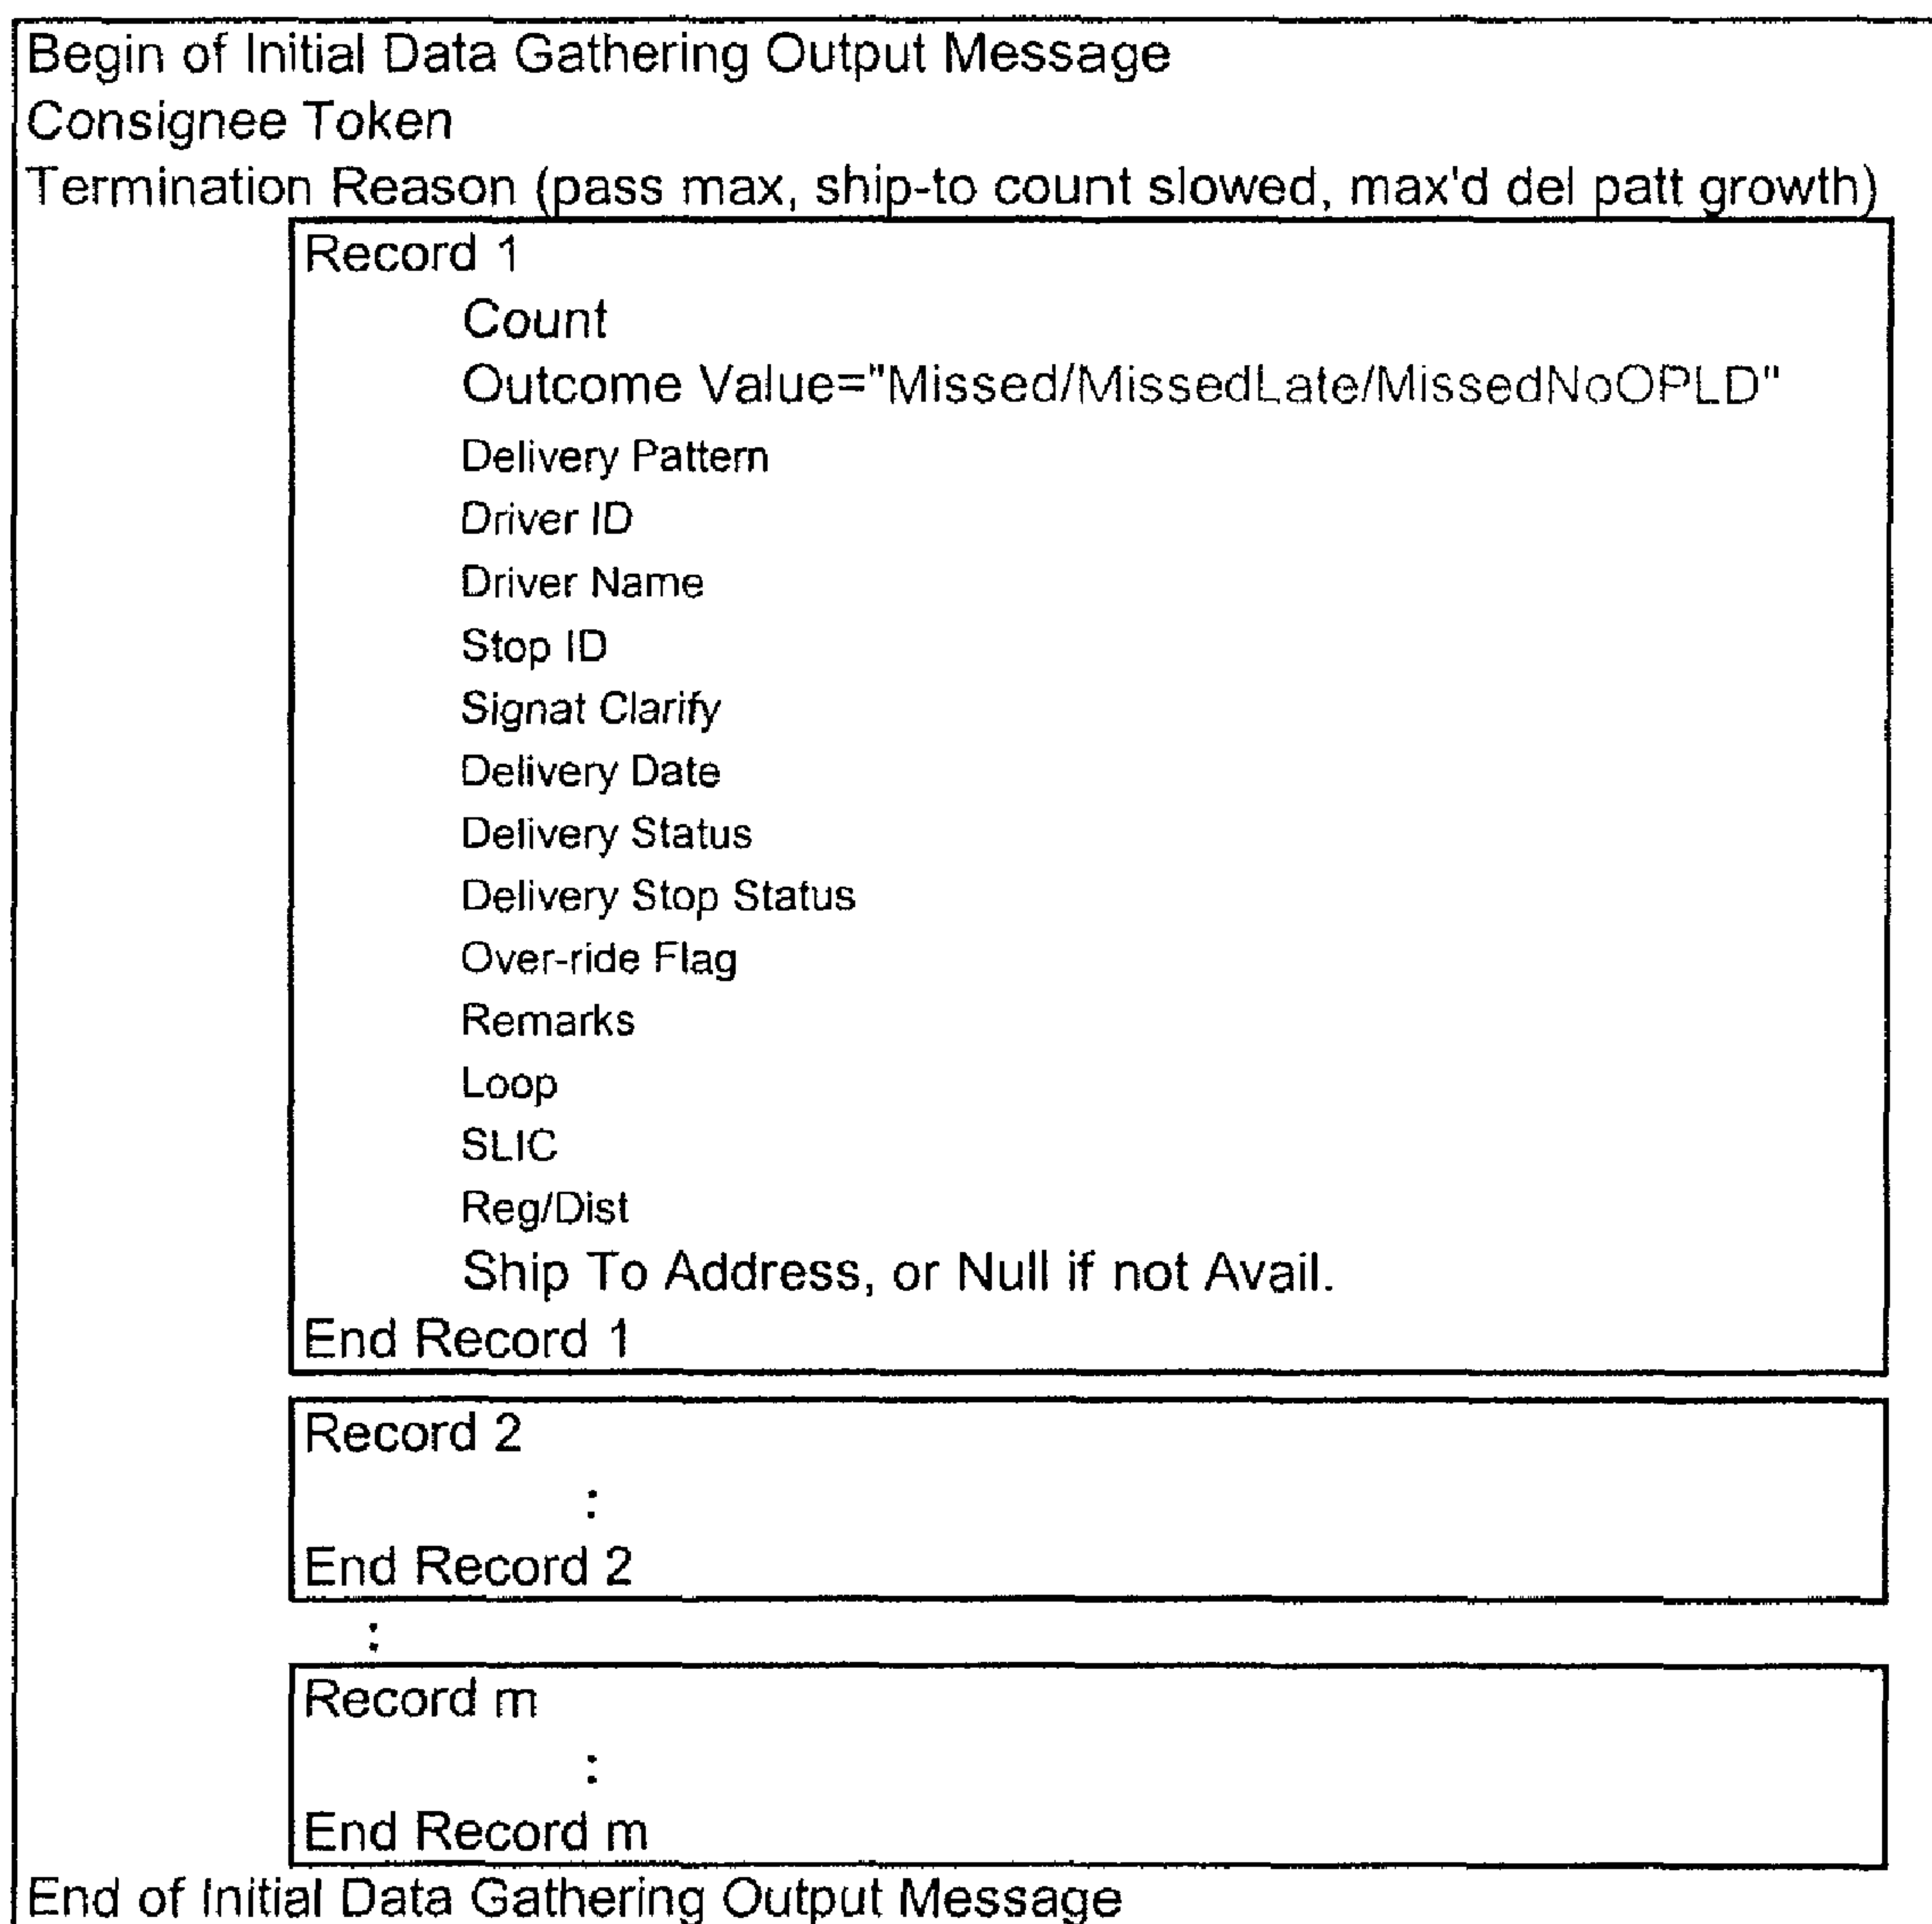 Begin of Initial Data Gathering Output Message
Consignee Token
Termination Reason (pass max, ship-to count slowed, max'd del patt growth)
Record 1
Count
Outcome Value="Missed/MissedLate/MissedNoOPLD"
Delivery Pattern
Driver ID
Driver Name
Stop ID
Signat Clarify
Delivery Date
Delivery Status
Delivery Stop Status
Over-ride Flag
Remarks
Loop
SLIC
Reg/Dist
Ship To Address, or Null if not Avail.
End Record 1
Record 2
:
End Record 2
:
Record m
:
End Record m
End of Initial Data Gathering Output Message